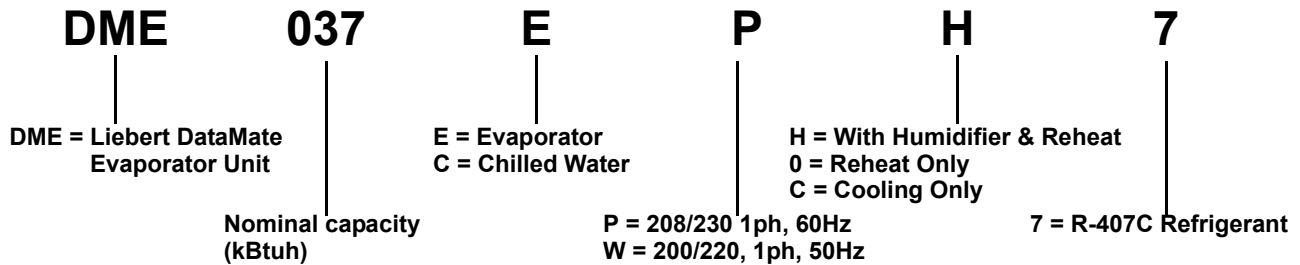 DME 037 E P H 7
DME = Liebert DataMate
Evaporator Unit
E = Evaporator
C = Chilled Water
H = With Humidifier & Reheat
0 = Reheat Only
C = Cooling Only
Nominal capacity
(kBtuh)
P = 208/230 1ph, 60Hz
W = 200/220, 1ph, 50Hz
7 = R-407C Refrigerant